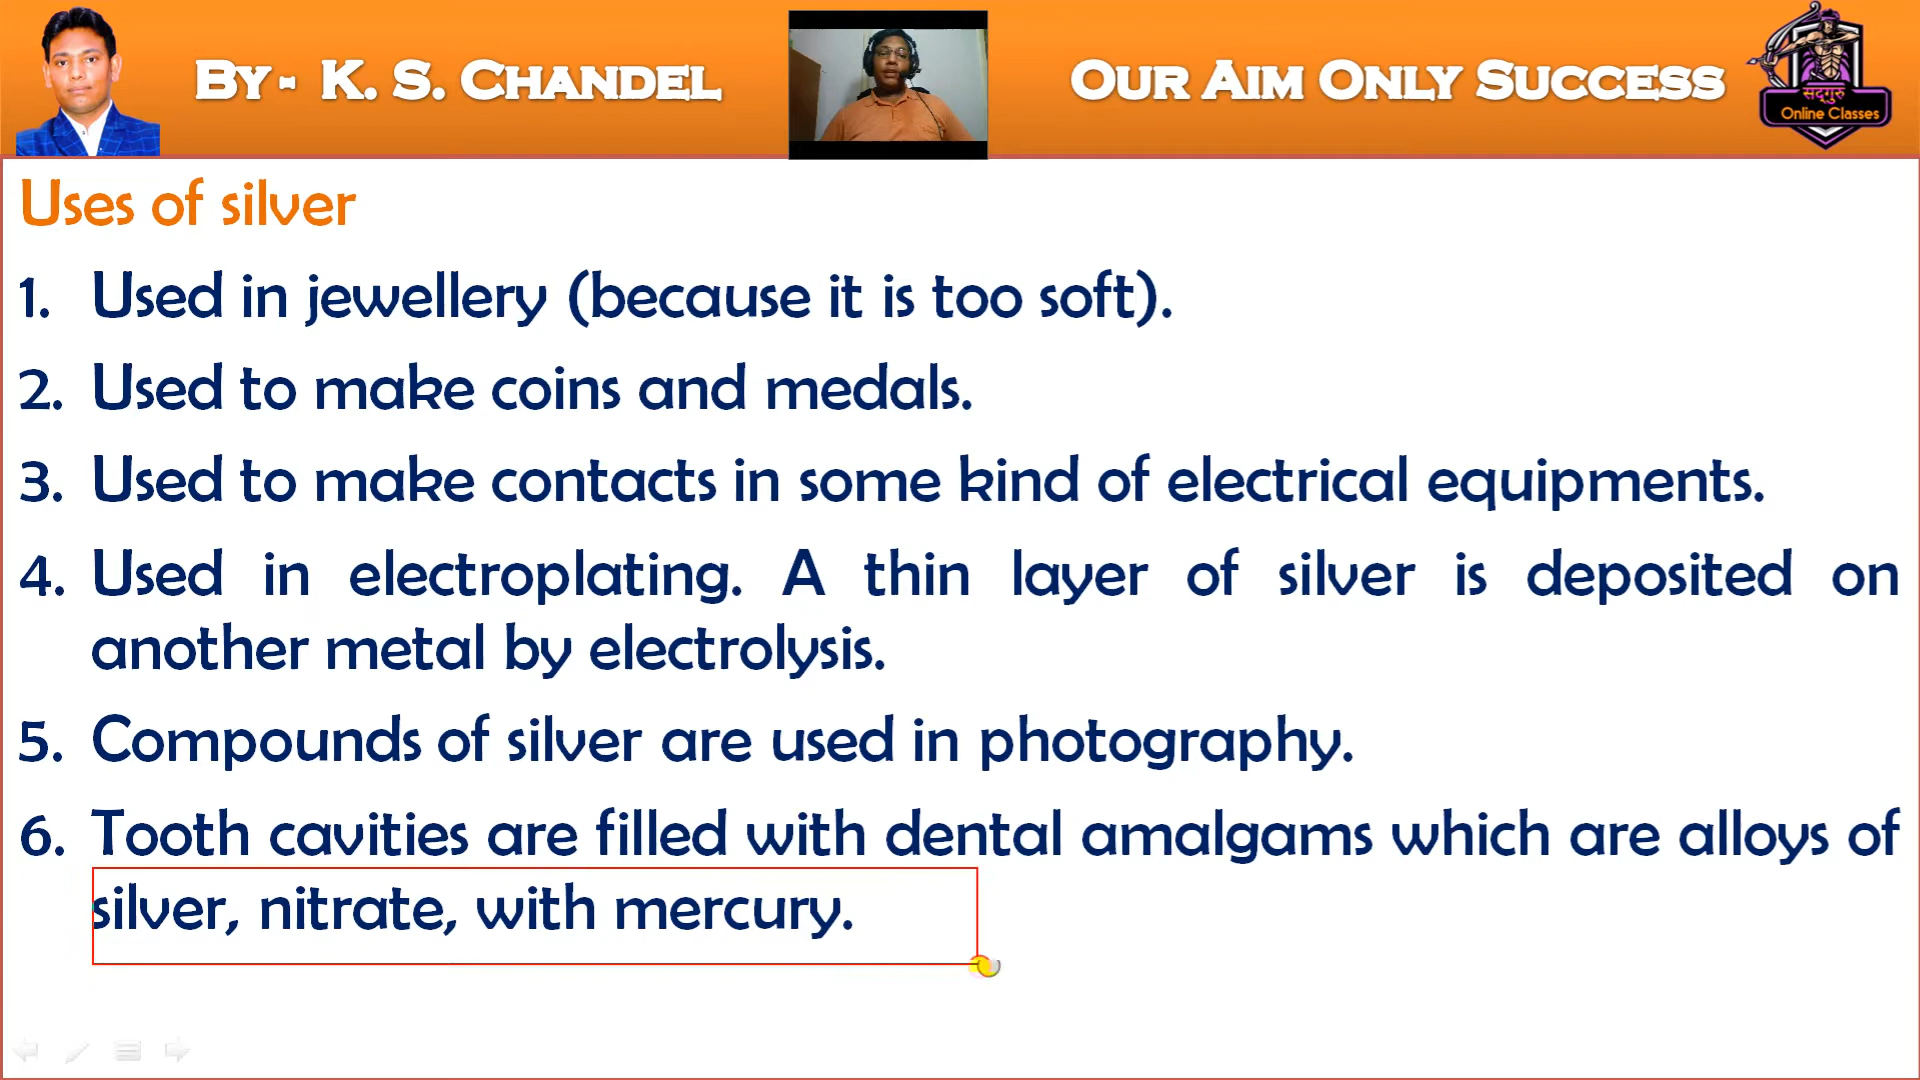 BY - K. S. CHANDEL
OUR AIM ONLY SUCCESS
सद्गुरु
Online Classes
Uses of silver
1. Used in jewellery (because it is too soft).
2. Used to make coins and medals.
3. Used to make contacts in some kind of electrical equipments.
4. Used in electroplating. A thin layer of silver is deposited on
another metal by electrolysis.
5. Compounds of silver are used in photography.
6. Tooth cavities are filled with dental amalgams which are alloys of
silver, nitrate, with mercury.